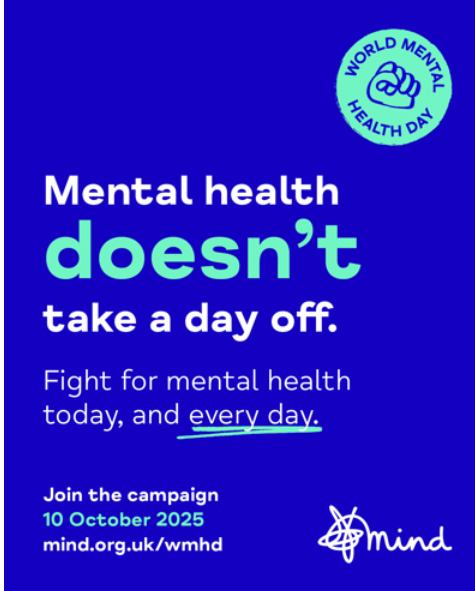 WORLD MENTAL
HEALTH DAY
Mental health
doesn’t
take a day off.
Fight for mental health
today, and every day.
Join the campaign
10 October 2025
mind.org.uk/wmhd
mind